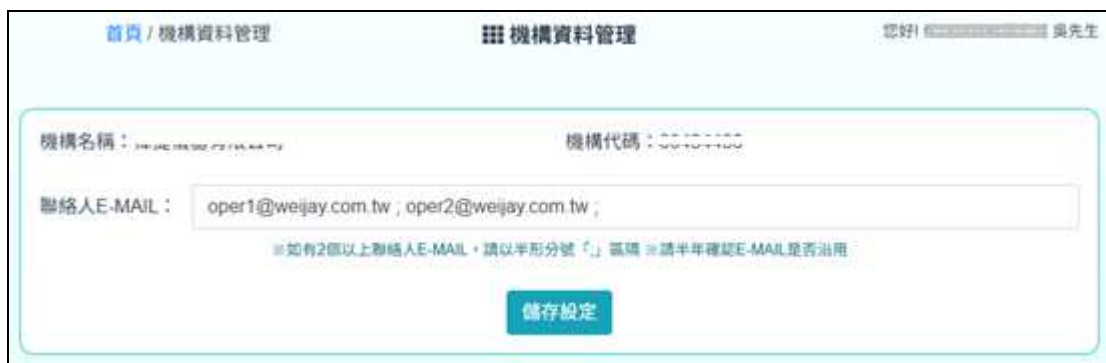 首頁 / 機構資料管理
機構資料管理
您好! 吳先生
機構名稱：
機構代碼：
聯絡人E-MAIL：
oper1@weijay.com.tw ; oper2@weijay.com.tw ;
※如有2個以上聯絡人E-MAIL，請以半形分號「;」區隔 ※請半年確認E-MAIL是否沿用
儲存設定